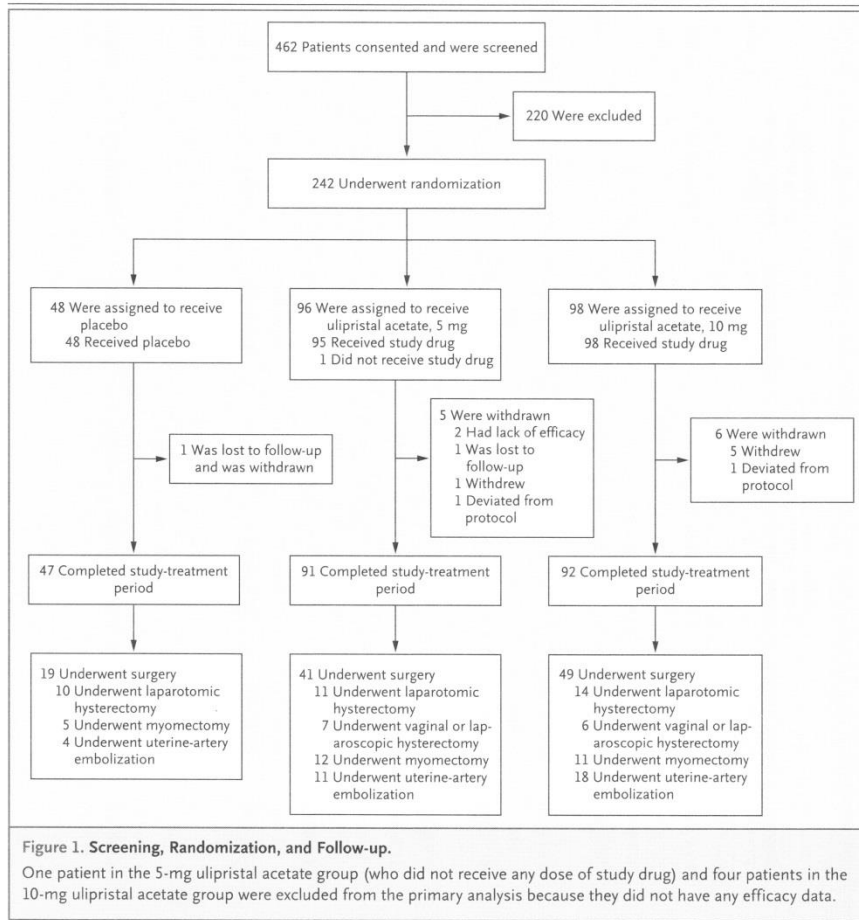 462 Patients consented and were screened
220 Were excluded
242 Underwent randomization
48 Were assigned to receive
placebo
48 Received placebo
96 Were assigned to receive
ulipristal acetate, 5 mg
95 Received study drug
1 Did not receive study drug
98 Were assigned to receive
ulipristal acetate, 10 mg
98 Received study drug
1 Was lost to follow-up
and was withdrawn
5 Were withdrawn
2 Had lack of efficacy
1 Was lost to
follow-up
1 Withdrew
1 Deviated from
protocol
6 Were withdrawn
5 Withdrew
1 Deviated from
protocol
47 Completed study-treatment
period
91 Completed study-treatment
period
92 Completed study-treatment
period
19 Underwent surgery
10 Underwent laparotomic
hysterectomy
5 Underwent myomectomy
4 Underwent uterine-artery
embolization
41 Underwent surgery
11 Underwent laparotomic
hysterectomy
7 Underwent vaginal or lap-
aroscopic hysterectomy
12 Underwent myomectomy
11 Underwent uterine-artery
embolization
49 Underwent surgery
14 Underwent laparotomic
hysterectomy
6 Underwent vaginal or lap-
aroscopic hysterectomy
11 Underwent myomectomy
18 Underwent uterine-artery
embolization
Figure 1. Screening, Randomization, and Follow-up.
One patient in the 5-mg ulipristal acetate group (who did not receive any dose of study drug) and four patients in the
10-mg ulipristal acetate group were excluded from the primary analysis because they did not have any efficacy data.